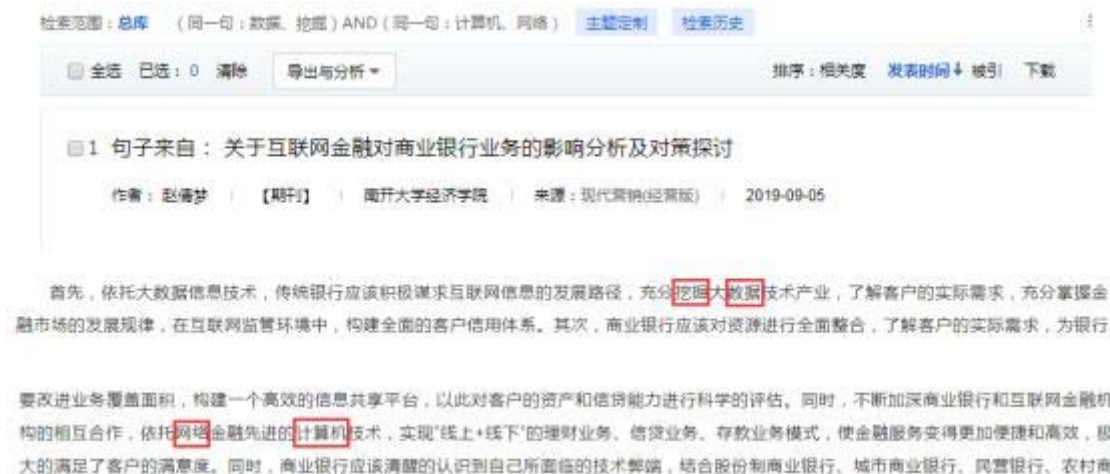 检索范围：总库 （同一句：数据、挖掘）AND（同一句：计算机、网络） 主题定制 检索历史
全选 已选：0 清除 导出与分析 排序：相关度 发表时间↓ 被引 下载
1 句子来自： 关于互联网金融对商业银行业务的影响分析及对策探讨
作者： 赵倩梦 【期刊】 南开大学经济学院 来源：现代营销(经营版) 2019-09-05
首先，依托大数据信息技术，传统银行应该积极谋求互联网信息的发展路径，充分挖掘大数据技术产业，了解客户的实际需求，充分掌握金
融市场的发展规律，在互联网监管环境中，构建全面的客户信用体系。其次，商业银行应该对资源进行全面整合，了解客户的实际需求，为银行
要改进业务覆盖面积，构建一个高效的信息共享平台，以此对客户的资产和信贷能力进行科学的评估。同时，不断加深商业银行和互联网金融机
构的相互合作，依托网络金融先进的计算机技术，实现"线上+线下"的理财业务、信贷业务、存款业务模式，使金融服务变得更加便捷和高效，极
大的满足了客户的满意度。同时，商业银行应该清醒的认识到自己所面临的技术弊端，结合股份制商业银行、城市商业银行、民营银行、农村商